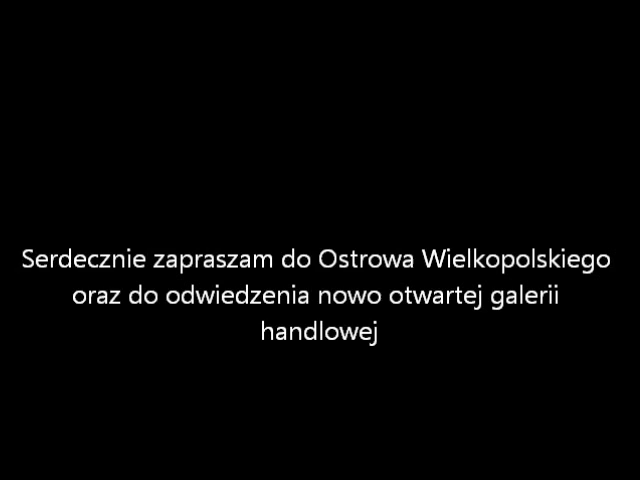 Serdecznie zapraszam do Ostrowa Wielkopolskiego
oraz do odwiedzenia nowo otwartej galerii
handlowej